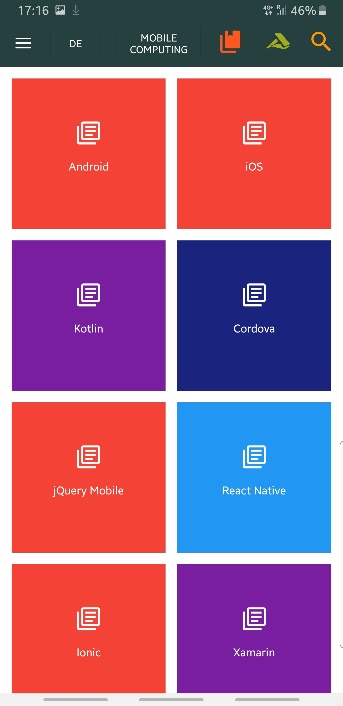 17:16 46%
DE
MOBILE
COMPUTING
Android iOS
Kotlin Cordova
jQuery Mobile React Native
Ionic Xamarin